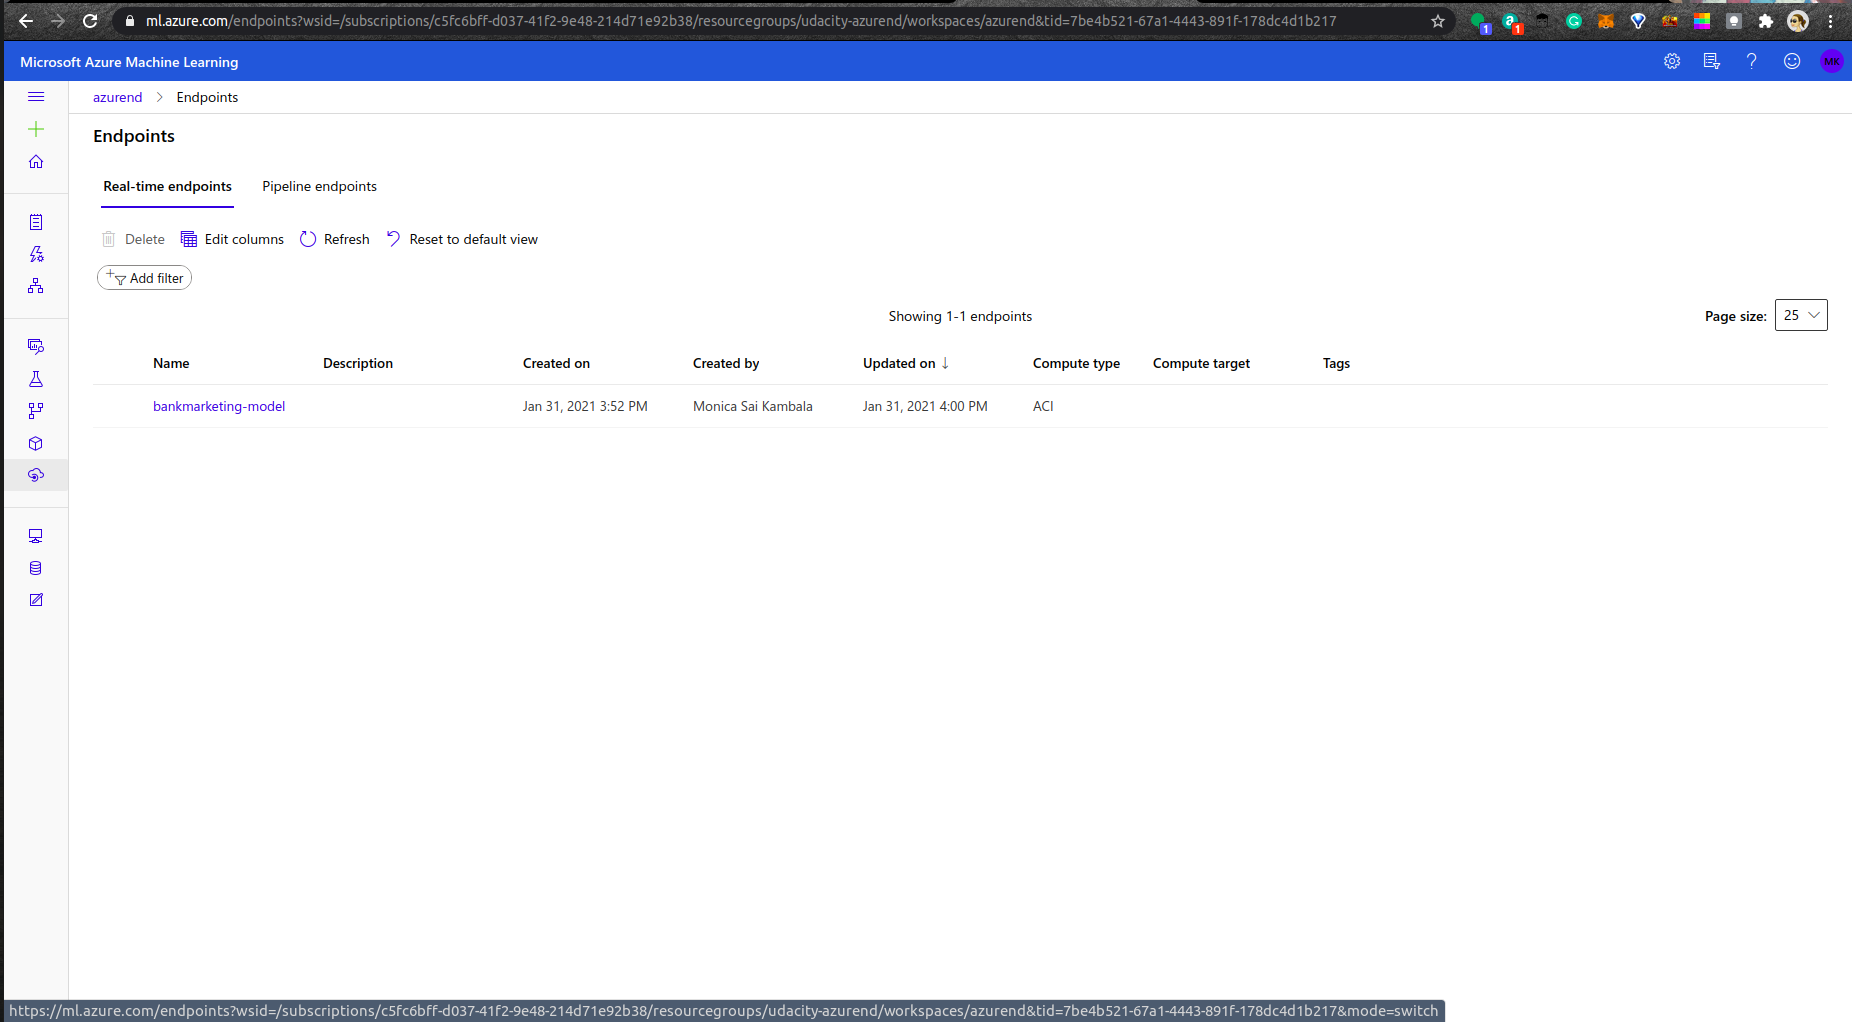 ml.azure.com/endpoints?wsid=/subscriptions/c5fc6bff-d037-41f2-9e48-214d71e92b38/resourcegroups/udacity-azurend/workspaces/azurend&tid=7be4b521-67a1-4443-891f-178dc4d1b217
1
1
Microsoft Azure Machine Learning
MK
azurend > Endpoints
Endpoints
Real-time endpoints Pipeline endpoints
Delete Edit columns Refresh Reset to default view
Add filter
Showing 1-1 endpoints Page size: 25
Name Description Created on Created by Updated on ↓ Compute type Compute target Tags
bankmarketing-model Jan 31, 2021 3:52 PM Monica Sai Kambala Jan 31, 2021 4:00 PM ACI
https://ml.azure.com/endpoints?wsid=/subscriptions/c5fc6bff-d037-41f2-9e48-214d71e92b38/resourcegroups/udacity-azurend/workspaces/azurend&tid=7be4b521-67a1-4443-891f-178dc4d1b217&mode=switch